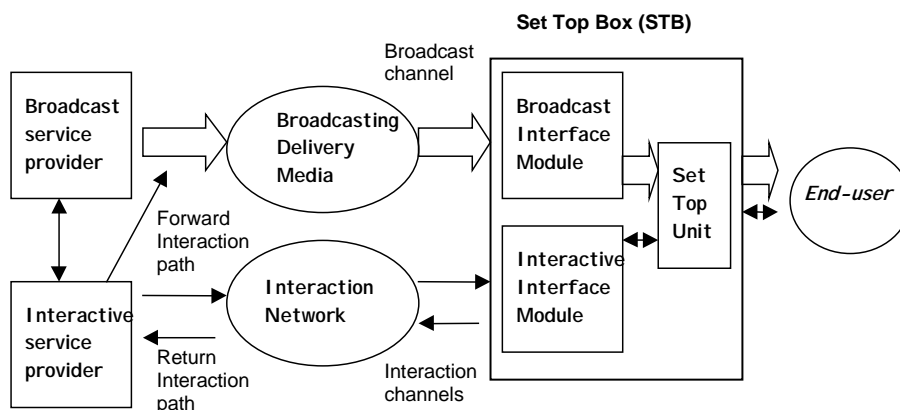 Set Top Box (STB)
Broadcast
channel
Broadcast
service
provider
Broadcasting
Delivery
Media
Broadcast
Interface
Module
Set
Top
Unit
End-user
Forward
Interaction
path
Interactive
service
provider
Interaction
Network
Interactive
Interface
Module
Return
Interaction
path
Interaction
channels